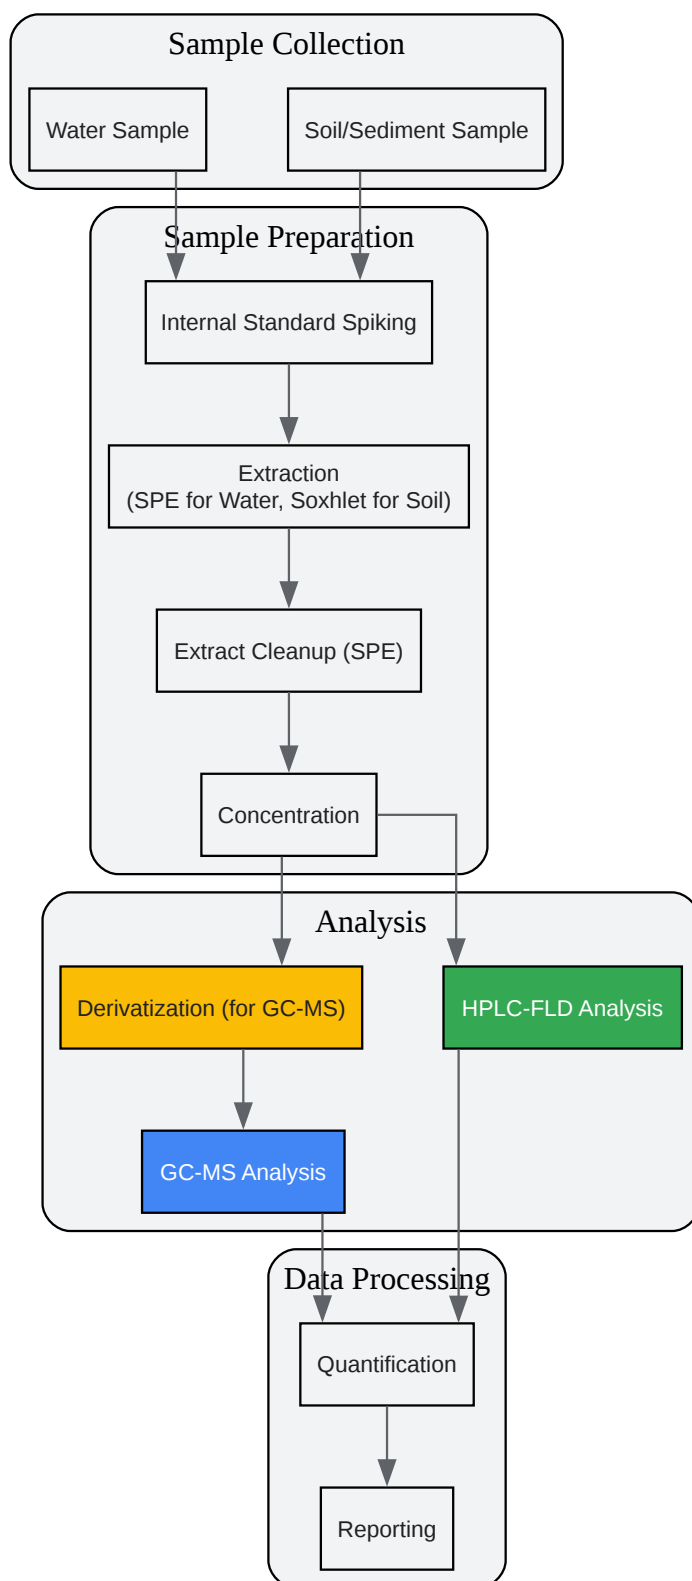 Sample Collection
Water Sample
Soil/Sediment Sample
Sample Preparation
Internal Standard Spiking
Extraction
(SPE for Water, Soxhlet for Soil)
Extract Cleanup (SPE)
Concentration
Analysis
Derivatization (for GC-MS)
HPLC-FLD Analysis
GC-MS Analysis
Data Processing
Quantification
Reporting